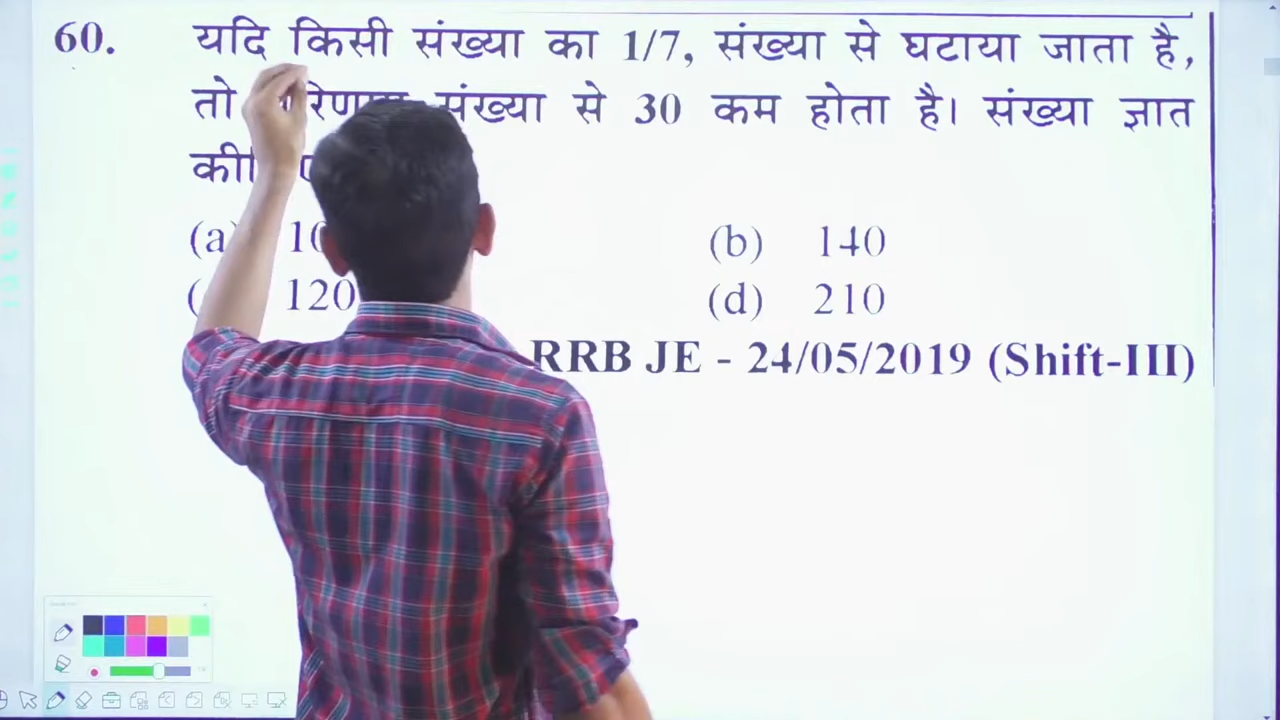 60. यदि किसी संख्या का 1/7, संख्या से घटाया जाता है,
तो संख्या से 30 कम होता है। संख्या ज्ञात
(b) 140
120
(d) 210
RRB JE - 24/05/2019 (Shift-III)